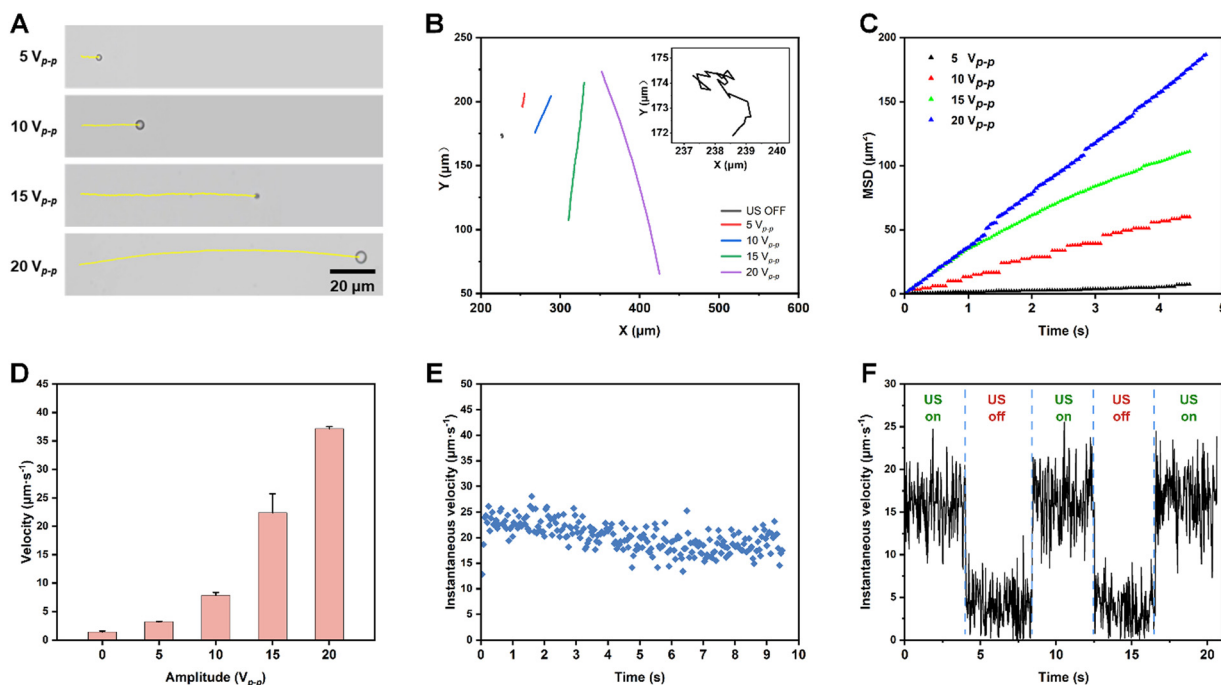 A
5 Vp-p
10 Vp-p
15 Vp-p
20 Vp-p
20 µm
B
250
225
200
175
150
125
100
75
50
Y (µm)
200 300 400 500 600
X (µm)
175
174
173
172
Y (µm)
237 238 239 240
X (µm)
US OFF
5 Vp-p
10 Vp-p
15 Vp-p
20 Vp-p
C
200
150
100
50
0
MSD (µm²)
0 1 2 3 4 5
Time (s)
5 Vp-p
10 Vp-p
15 Vp-p
20 Vp-p
D
45
40
35
30
25
20
15
10
5
0
Velocity (µm·s⁻¹)
0 5 10 15 20
Amplitude (Vp-p)
E
50
45
40
35
30
25
20
15
10
5
0
Instantaneous velocity (µm·s⁻¹)
0 1 2 3 4 5 6 7 8 9 10
Time (s)
F
30
25
20
15
10
5
0
Instantaneous velocity (µm·s⁻¹)
US on
US off
US on
US off
US on
0 5 10 15 20
Time (s)